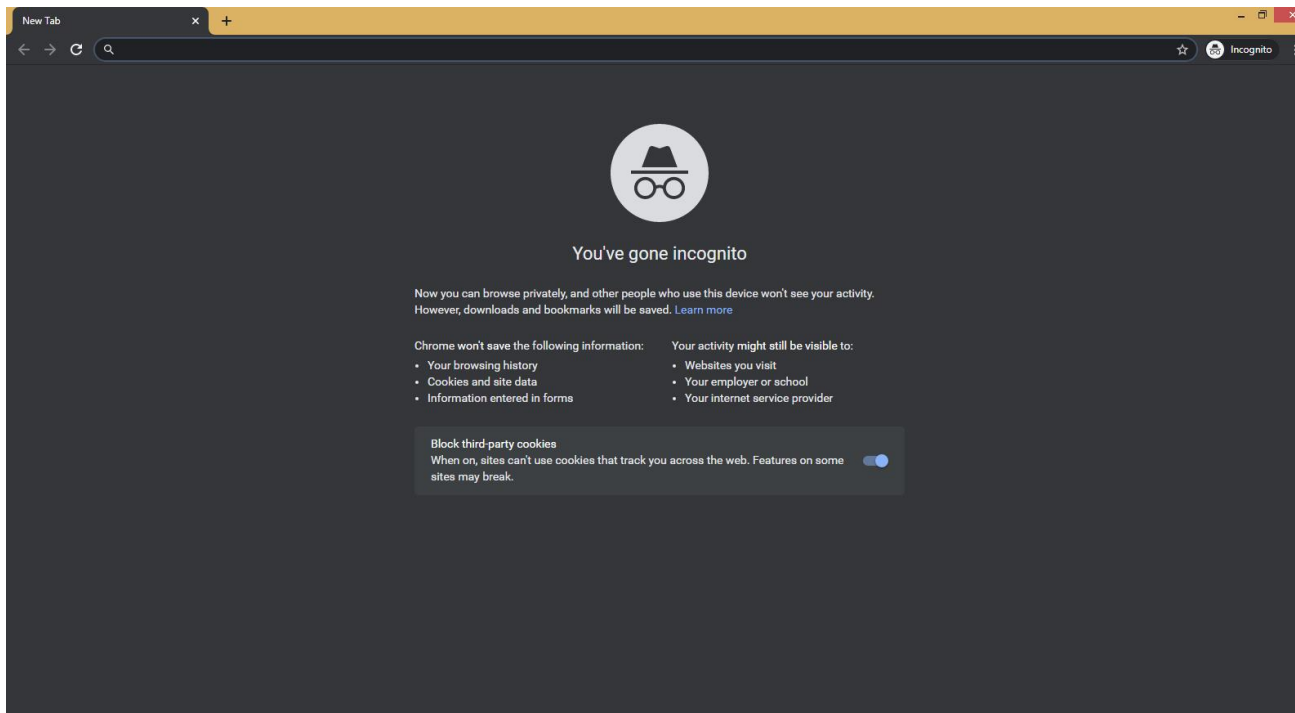 New Tab
Incognito
You've gone incognito
Now you can browse privately, and other people who use this device won't see your activity.
However, downloads and bookmarks will be saved. Learn more
Chrome won't save the following information:
• Your browsing history
• Cookies and site data
• Information entered in forms
Your activity might still be visible to:
• Websites you visit
• Your employer or school
• Your internet service provider
Block third-party cookies
When on, sites can't use cookies that track you across the web. Features on some
sites may break.